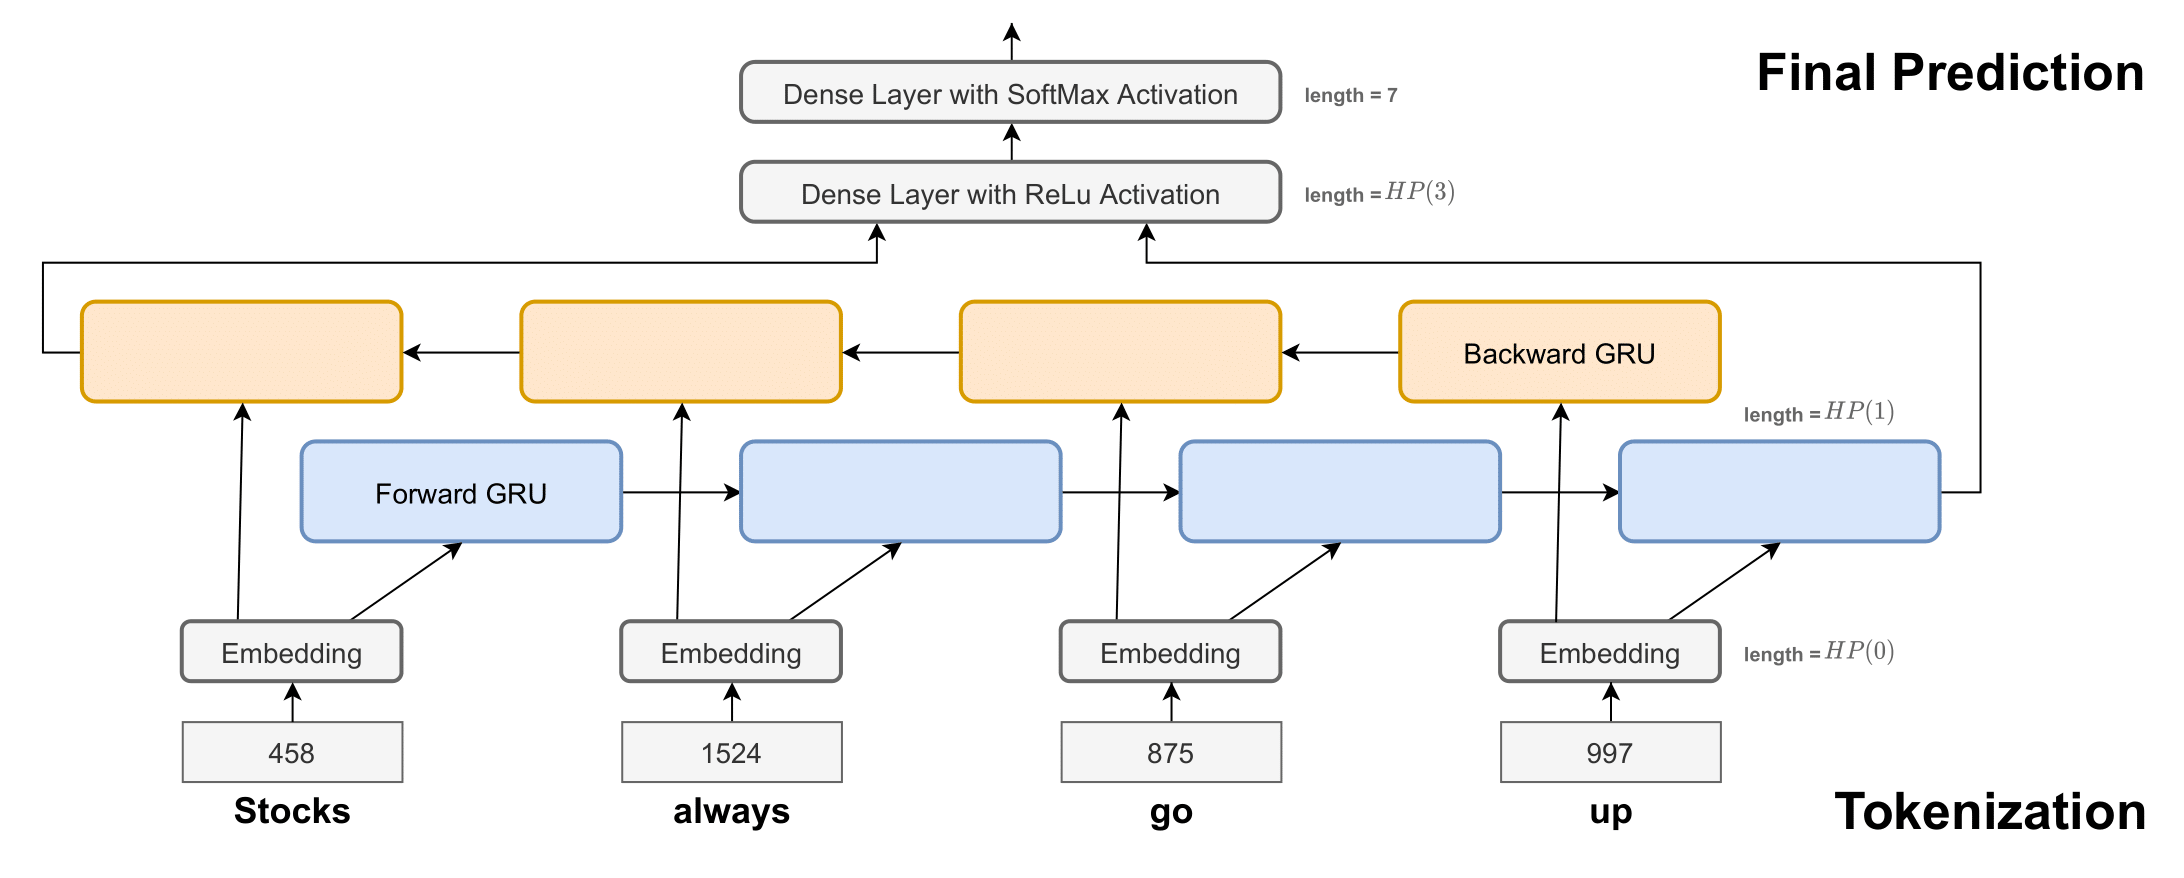 Final Prediction
Dense Layer with SoftMax Activation
length = 7
Dense Layer with ReLu Activation
length = HP(3)
Backward GRU
length = HP(1)
Forward GRU
Embedding
Embedding
Embedding
Embedding
length = HP(0)
458
1524
875
997
Stocks
always
go
up
Tokenization